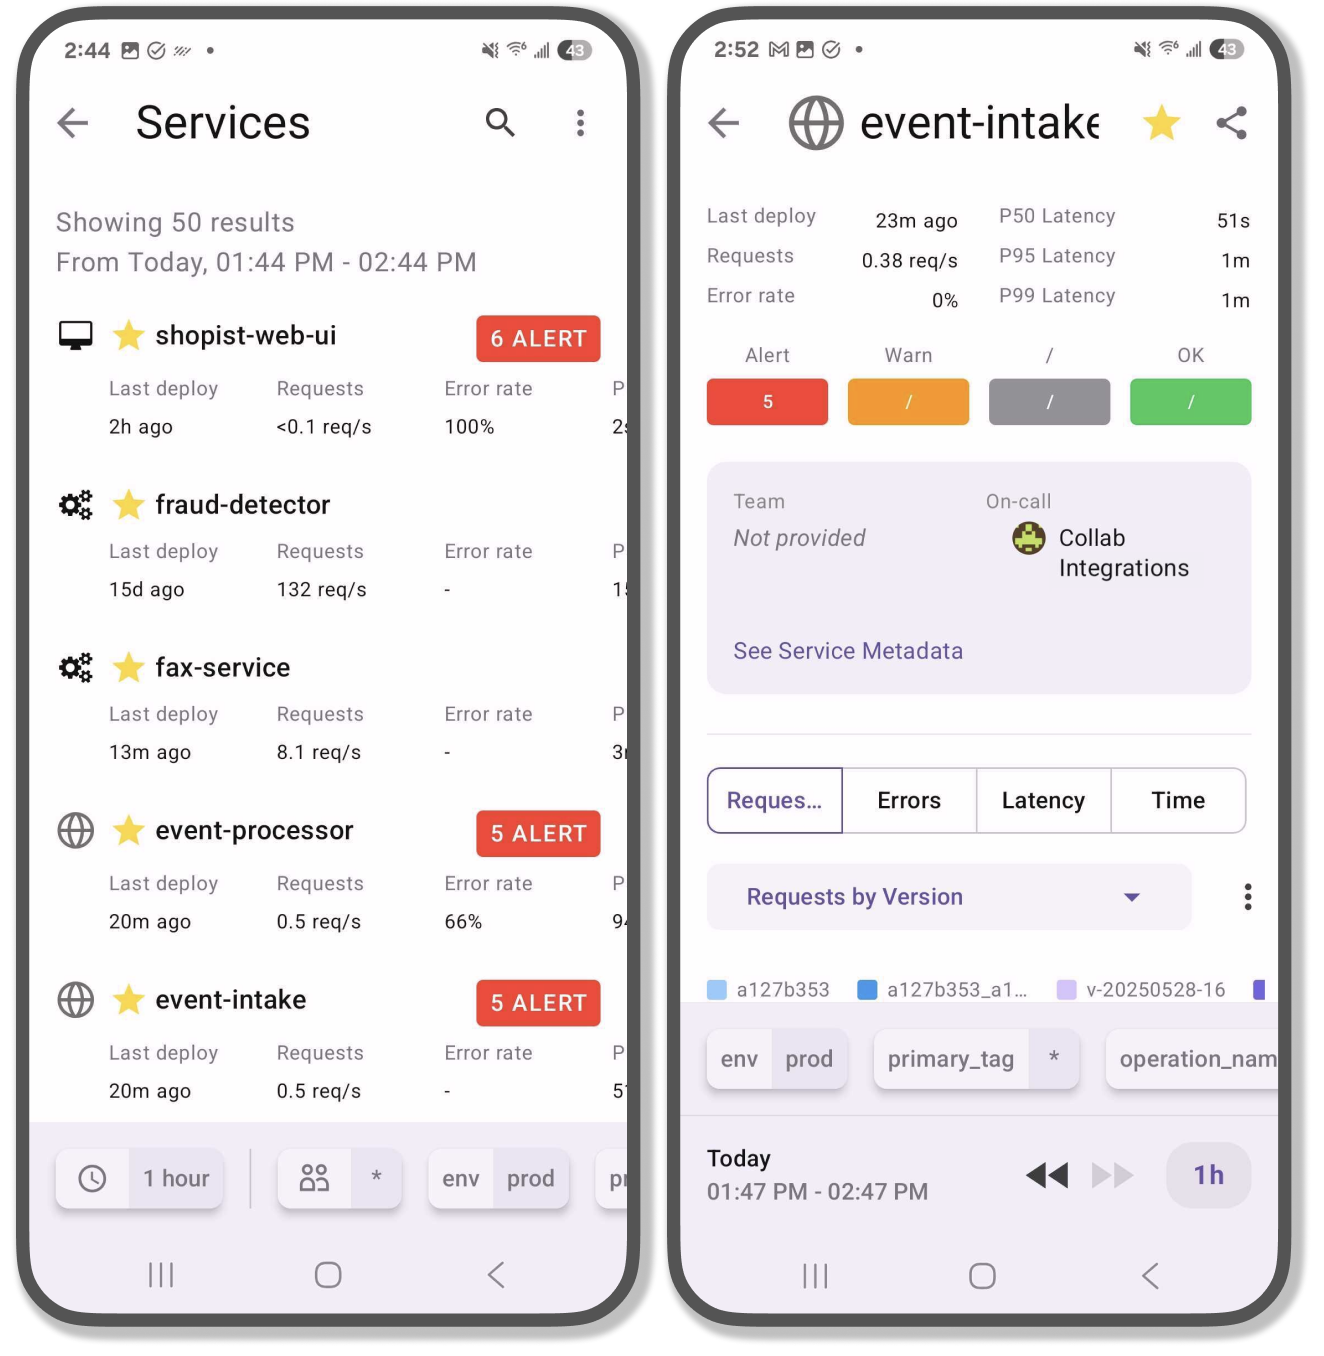 2:44
43
Services
Showing 50 results
From Today, 01:44 PM - 02:44 PM
shopist-web-ui
6 ALERT
Last deploy Requests Error rate P
2h ago <0.1 req/s 100% 2s
fraud-detector
Last deploy Requests Error rate P
15d ago 132 req/s - 15
fax-service
Last deploy Requests Error rate P
13m ago 8.1 req/s - 3
event-processor
5 ALERT
Last deploy Requests Error rate P
20m ago 0.5 req/s 66% 94
event-intake
5 ALERT
Last deploy Requests Error rate P
20m ago 0.5 req/s - 5
1 hour * env prod
2:52
43
event-intake
Last deploy 23m ago P50 Latency 51s
Requests 0.38 req/s P95 Latency 1m
Error rate 0% P99 Latency 1m
Alert Warn / OK
5 / / /
Team On-call
Not provided Collab
Integrations
See Service Metadata
Reques... Errors Latency Time
Requests by Version
a127b353 a127b353_a1... v-20250528-16
env prod primary_tag * operation_nam
Today
01:47 PM - 02:47 PM
1h